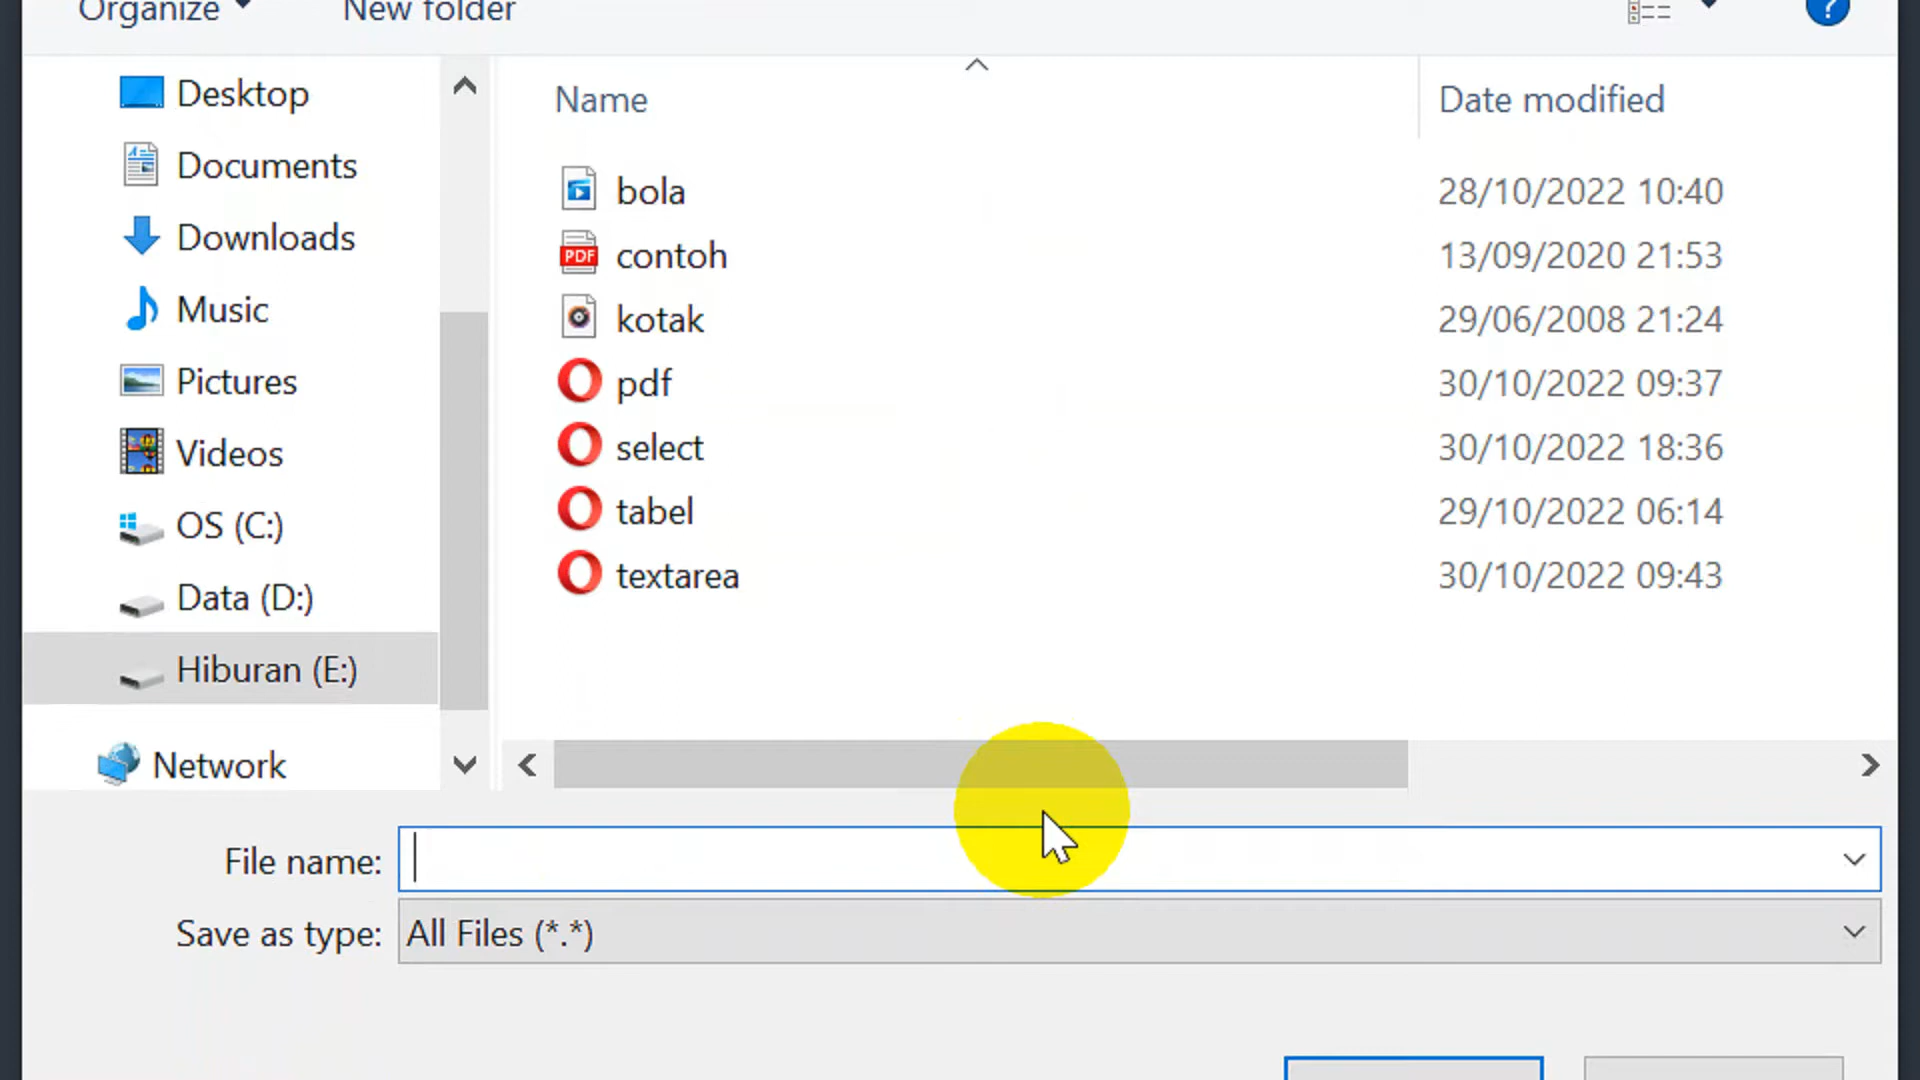 Organize New folder ?
Desktop
Documents
Downloads
Music
Pictures
Videos
OS (C:)
Data (D:)
Hiburan (E:)
Network
Name Date modified
bola 28/10/2022 10:40
PDF contoh 13/09/2020 21:53
kotak 29/06/2008 21:24
pdf 30/10/2022 09:37
select 30/10/2022 18:36
tabel 29/10/2022 06:14
textarea 30/10/2022 09:43
File name:
Save as type: All Files (*.*)